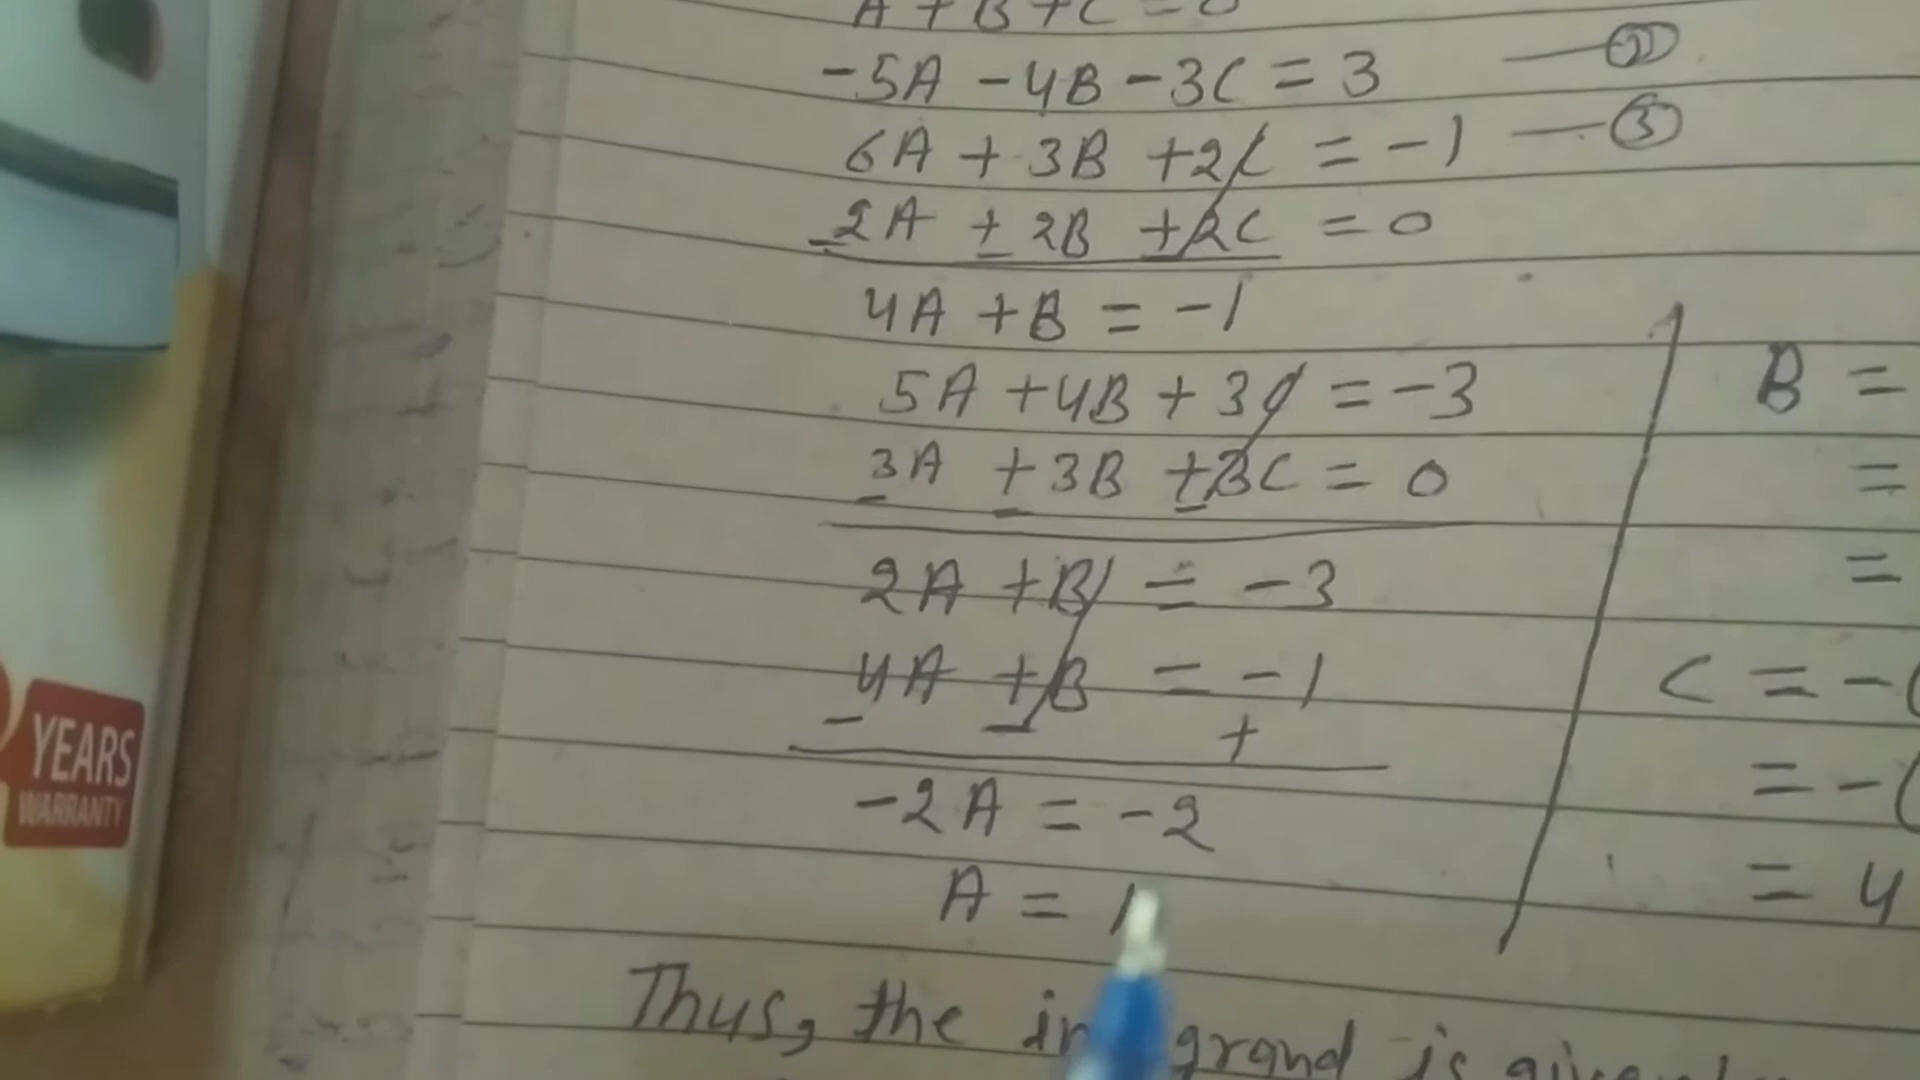 A + B + C = 0
-5A - 4B - 3C = 3 — ②
6A + 3B + 2C = -1 — ③
2A ± 2B + 2C = 0
4A + B = -1
5A + 4B + 3C = -3
3A + 3B + 3C = 0
2A + B = -3
4A + B = -1
- - +
-2A = -2
A = 1
B =
=
=
C = -(
= -(
= 4
Thus, the
is
YEARS
WARRANTY